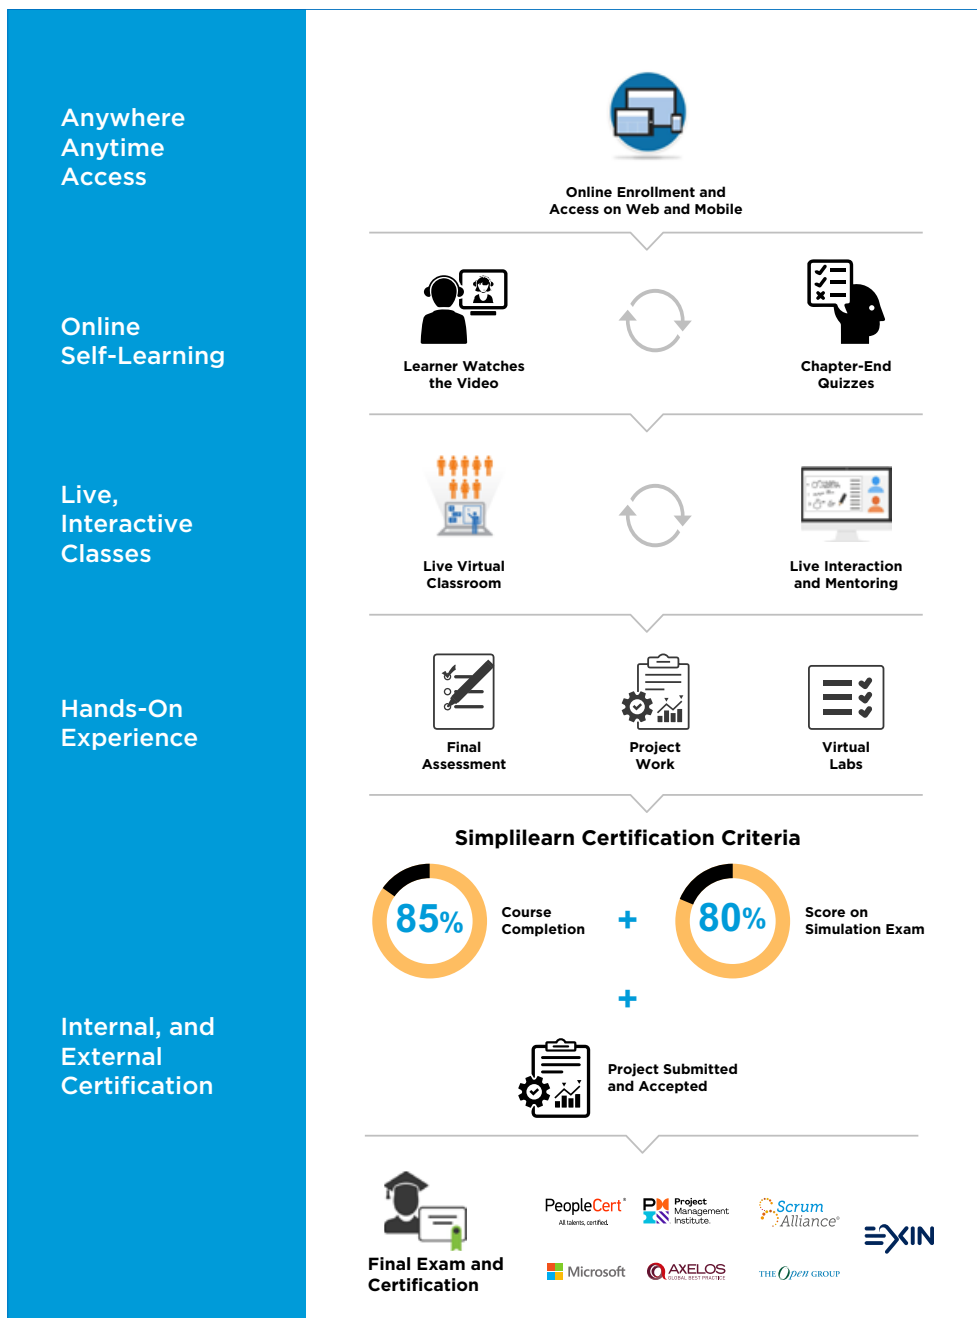 Anywhere
Anytime
Access
Online Enrollment and
Access on Web and Mobile
Online
Self-Learning
Learner Watches
the Video
Chapter-End
Quizzes
Live,
Interactive
Classes
Live Virtual
Classroom
Live Interaction
and Mentoring
Hands-On
Experience
Final
Assessment
Project
Work
Virtual
Labs
Internal, and
External
Certification
Simplilearn Certification Criteria
85%
Course
Completion
+
80%
Score on
Simulation Exam
+
Project Submitted
and Accepted
Final Exam and
Certification
PeopleCert®
All talents, certified.
Project
Management
Institute.
Scrum
Alliance®
EXIN
Microsoft
AXELOS
GLOBAL BEST PRACTICE
THE Open GROUP